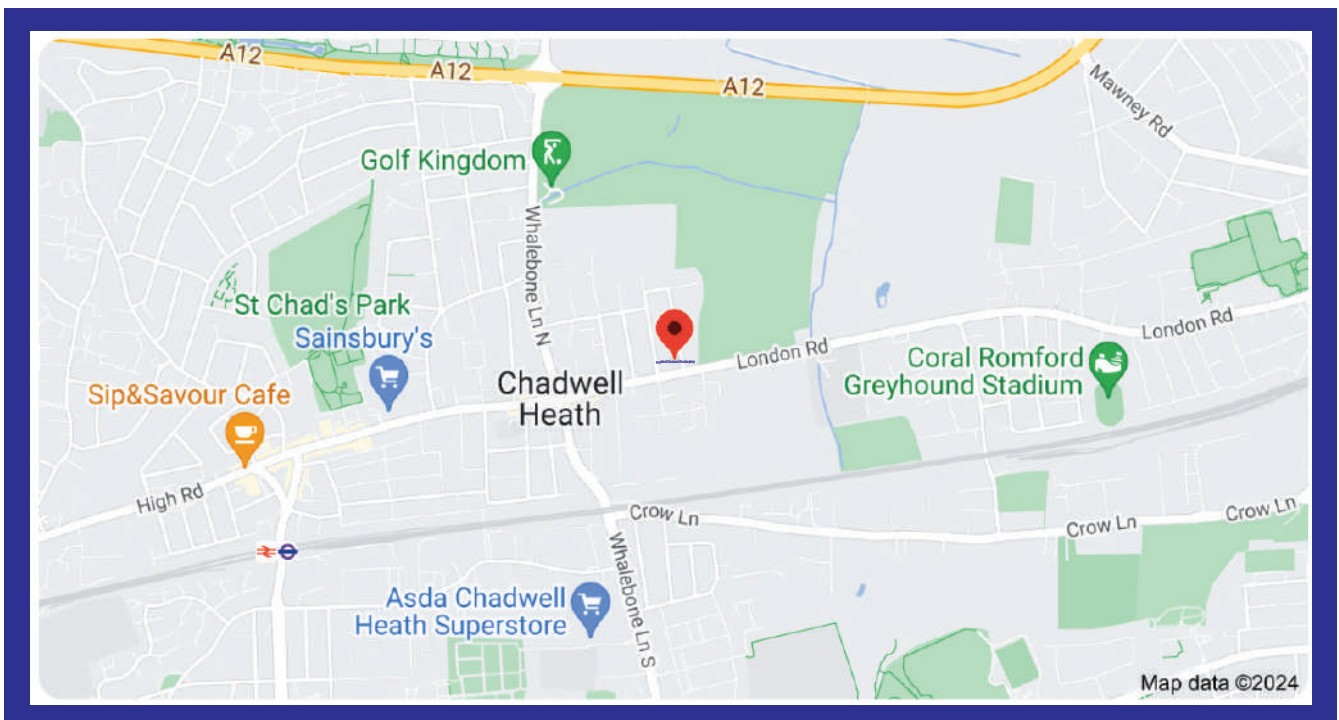 A12
A12
A12
Mawney Rd
Golf Kingdom
Whalebone Ln N
St Chad's Park
Sainsbury's
London Rd
London Rd
Coral Romford
Greyhound Stadium
Chadwell
Heath
Sip&Savour Cafe
High Rd
Crow Ln
Crow Ln
Crow Ln
Whalebone Ln S
Asda Chadwell
Heath Superstore
Map data ©2024